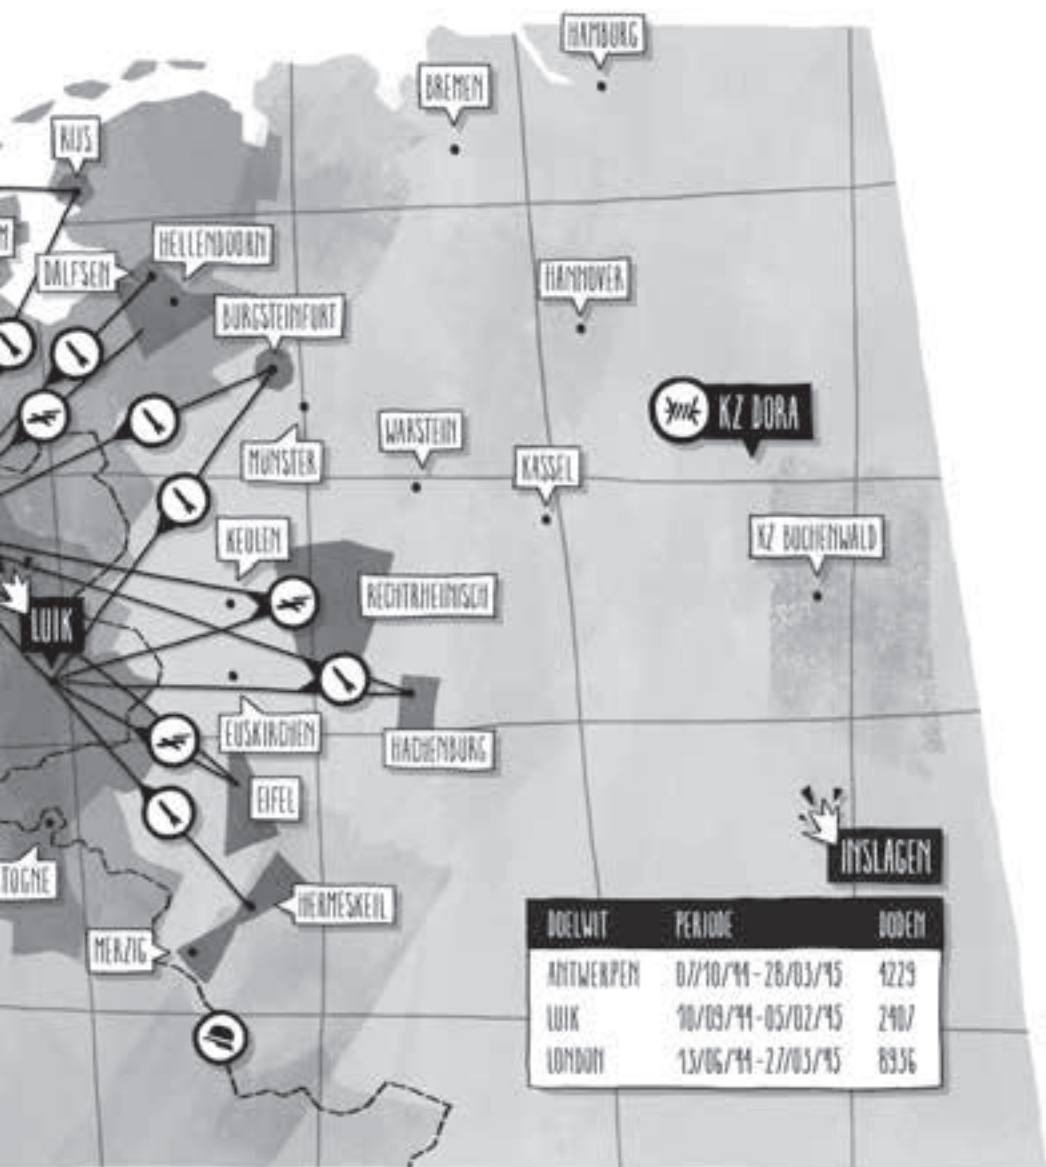 HAMBURG
BREMEN
RIJS
HELLENDOORN
DALFSEN
HANNOVER
BURGSTEINFURT
KZ DORA
WARSTEIN
MUNSTER
KASSEL
KZ BUCHENWALD
KEULEN
RECHTRHEINISCH
LUIK
EUSKIRCHEN
HACHENBURG
EIFEL
INSLAGEN
TOGNE
HERMESKEIL
MERZIG
DOELWIT PERIODE DODEN
ANTWERPEN 07/10/44-28/03/45 4229
LUIK 10/09/44-05/02/45 2407
LONDON 13/06/44-27/03/45 8936